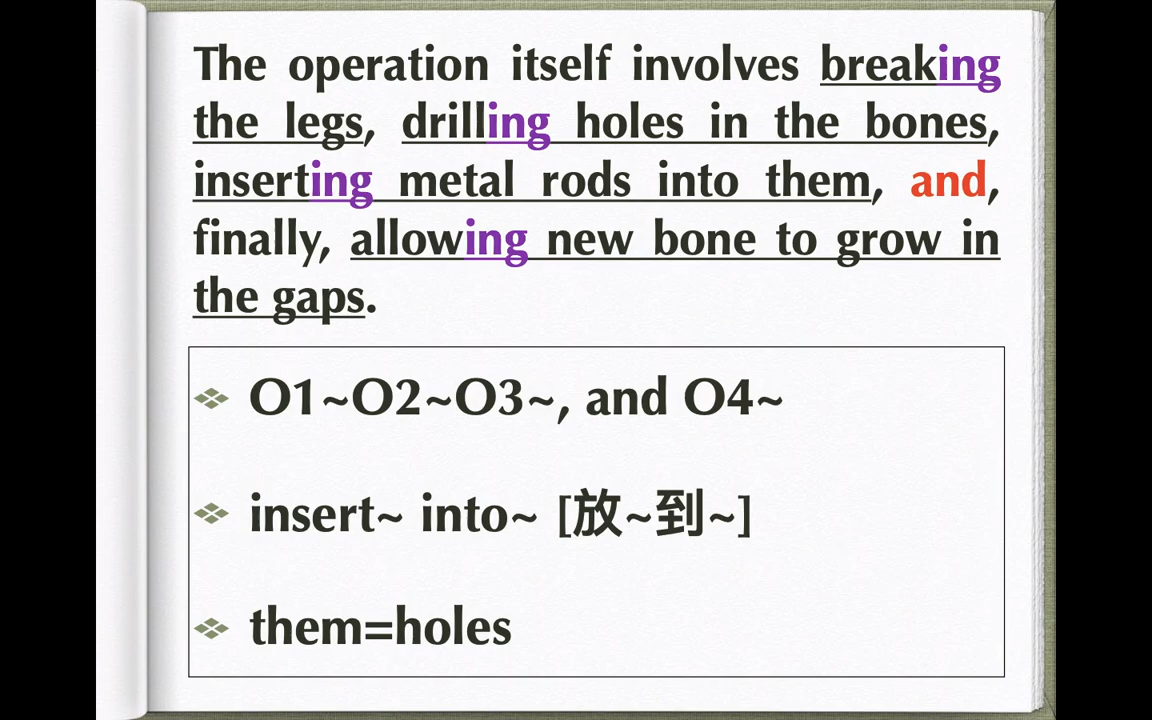 The operation itself involves breaking
the legs, drilling holes in the bones,
inserting metal rods into them, and,
finally, allowing new bone to grow in
the gaps.
O1~O2~O3~, and O4~
insert~ into~ [放~到~]
them=holes